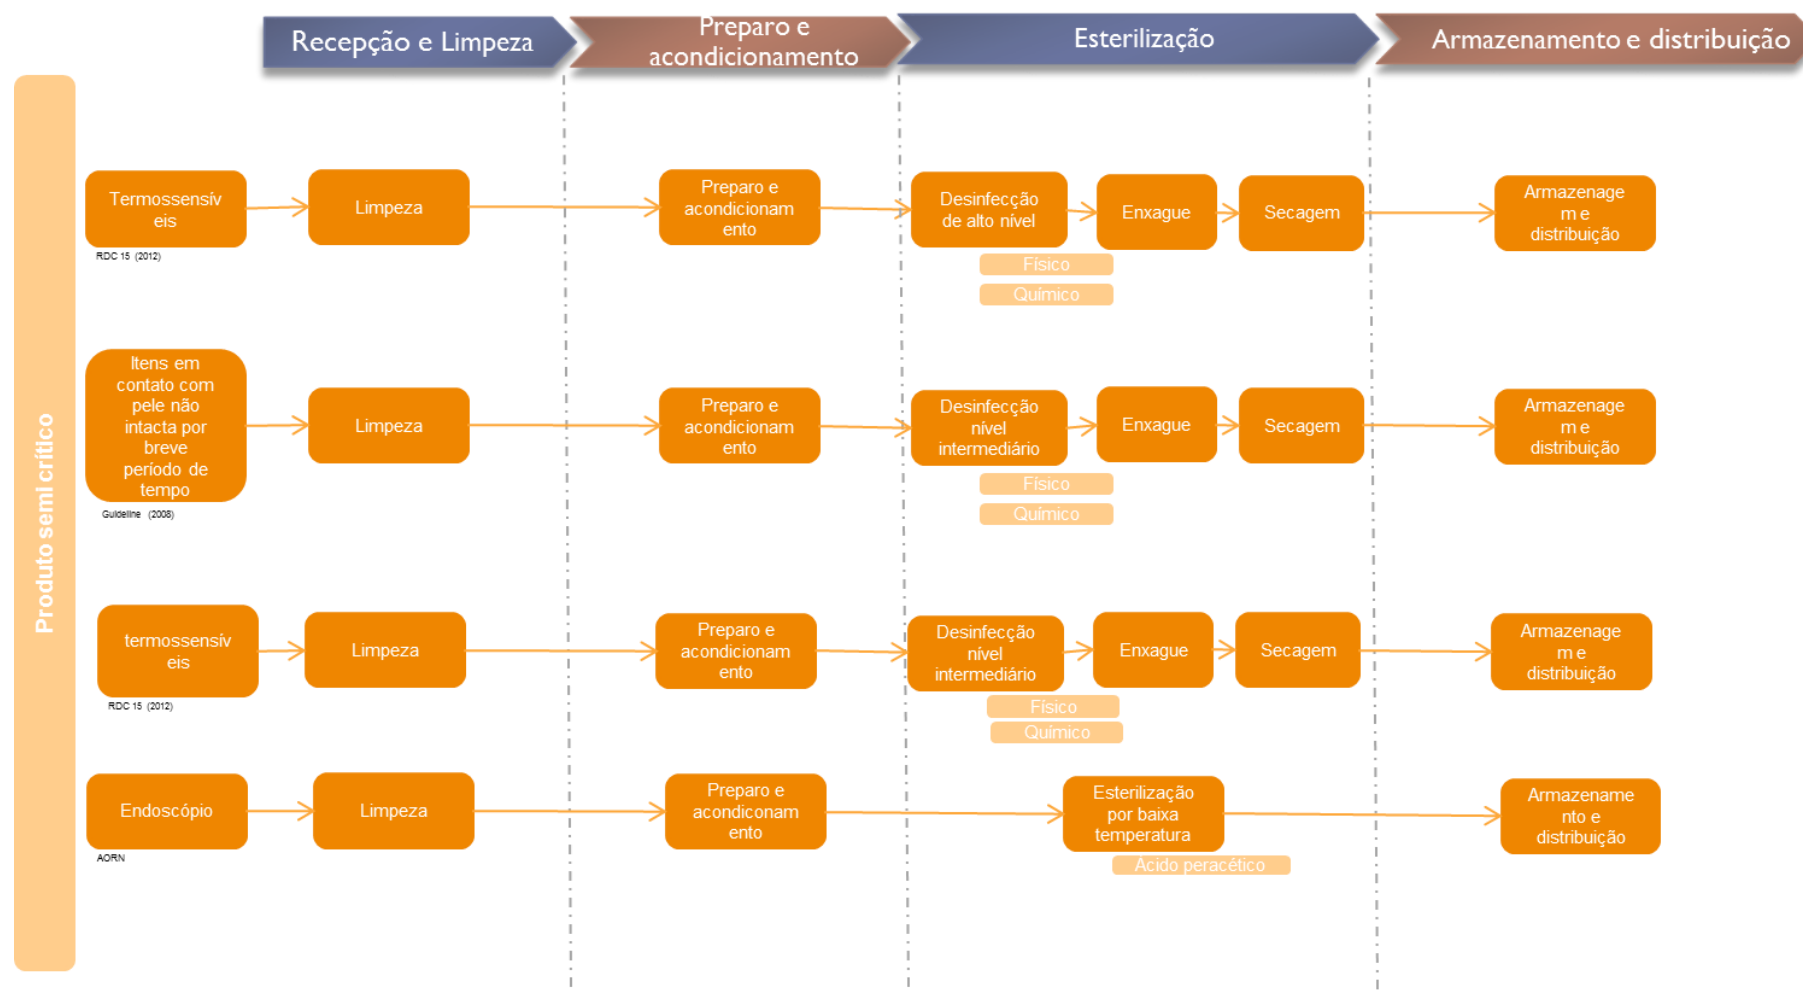 Recepção e Limpeza
Preparo e
acondicionamento
Esterilização
Armazenamento e distribuição
Produto semi crítico
Termossensív
eis
RDC 15 (2012)
Limpeza
Preparo e
acondicionam
ento
Desinfecção
de alto nível
Físico
Químico
Enxague
Secagem
Armazenage
m e
distribuição
Itens em
contato com
pele não
intacta por
breve
período de
tempo
Guideline (2008)
Limpeza
Preparo e
acondicionam
ento
Desinfecção
nível
intermediário
Físico
Químico
Enxague
Secagem
Armazenage
m e
distribuição
termossensív
eis
RDC 15 (2012)
Limpeza
Preparo e
acondicionam
ento
Desinfecção
nível
intermediário
Físico
Químico
Enxague
Secagem
Armazenage
m e
distribuição
Endoscópio
AORN
Limpeza
Preparo e
acondiconam
ento
Esterilização
por baixa
temperatura
Ácido peracético
Armazename
nto e
distribuição